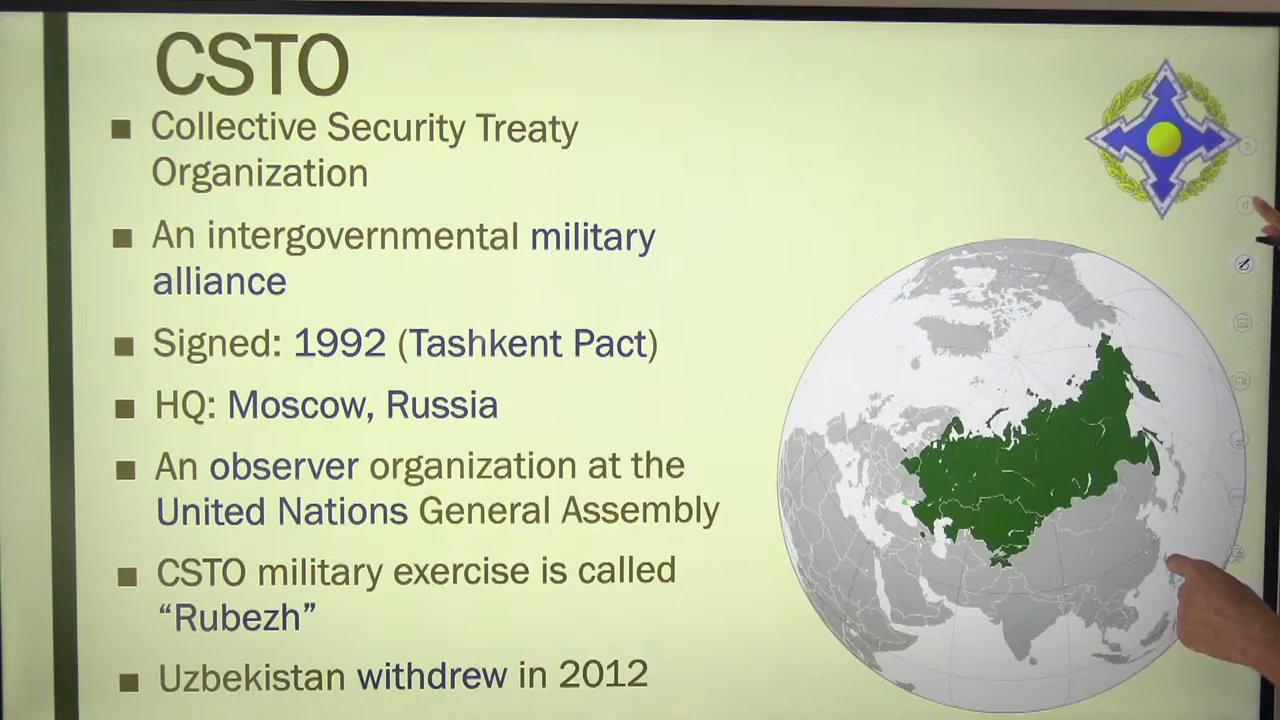 CSTO
■ Collective Security Treaty
Organization
■ An intergovernmental military
alliance
■ Signed: 1992 (Tashkent Pact)
■ HQ: Moscow, Russia
■ An observer organization at the
United Nations General Assembly
■ CSTO military exercise is called
“Rubezh”
■ Uzbekistan withdrew in 2012